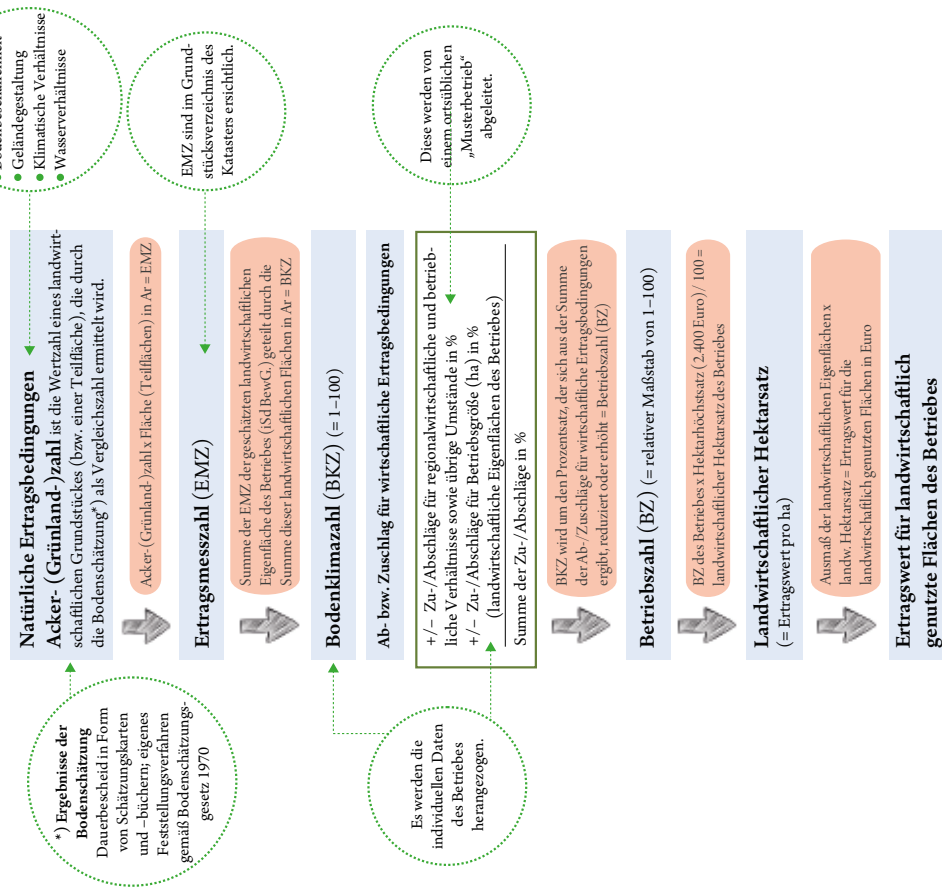 ● Geländegestaltung
● Klimatische Verhältnisse
● Wasserverhältnisse
Natürliche Ertragsbedingungen
Acker- (Grünland-)zahl ist die Wertzahl eines landwirt-
schaftlichen Grundstückes (bzw. einer Teilfläche), die durch
die Bodenschätzung*) als Vergleichszahl ermittelt wird.
*) Ergebnisse der
Bodenschätzung
Dauerbescheid in Form
von Schätzungskarten
und –büchern; eigenes
Feststellungsverfahren
gemäß Bodenschätzungs-
gesetz 1970
Acker-(Grünland-)zahl x Fläche (Teilflächen) in Ar = EMZ
Ertragsmesszahl (EMZ)
EMZ sind im Grund-
stücksverzeichnis des
Katasters ersichtlich.
Summe der EMZ der geschätzten landwirtschaftlichen
Eigenfläche des Betriebes (iSd BewG.) geteilt durch die
Summe dieser landwirtschaftlichen Flächen in Ar = BKZ
Bodenklimazahl (BKZ) (= 1–100)
Ab- bzw. Zuschlag für wirtschaftliche Ertragsbedingungen
+/– Zu-/Abschläge für regionalwirtschaftliche und betrieb-
liche Verhältnisse sowie übrige Umstände in %
+/– Zu-/Abschläge für Betriebsgröße (ha) in %
(landwirtschaftliche Eigenflächen des Betriebes)
Summe der Zu-/Abschläge in %
Diese werden von
einem ortsüblichen
„Musterbetrieb“
abgeleitet.
Es werden die
individuellen Daten
des Betriebes
herangezogen.
BKZ wird um den Prozentsatz, der sich aus der Summe
der Ab-/Zuschläge für wirtschaftliche Ertragsbedingungen
ergibt, reduziert oder erhöht = Betriebszahl (BZ)
Betriebszahl (BZ) (= relativer Maßstab von 1–100)
BZ des Betriebes x Hektarhöchstsatz (2.400 Euro)/ 100 =
landwirtschaftlicher Hektarsatz des Betriebes
Landwirtschaftlicher Hektarsatz
(= Ertragswert pro ha)
Ausmaß der landwirtschaftlichen Eigenflächen x
landw. Hektarsatz = Ertragswert für die
landwirtschaftlich genutzten Flächen in Euro
Ertragswert für landwirtschaftlich
genutzte Flächen des Betriebes